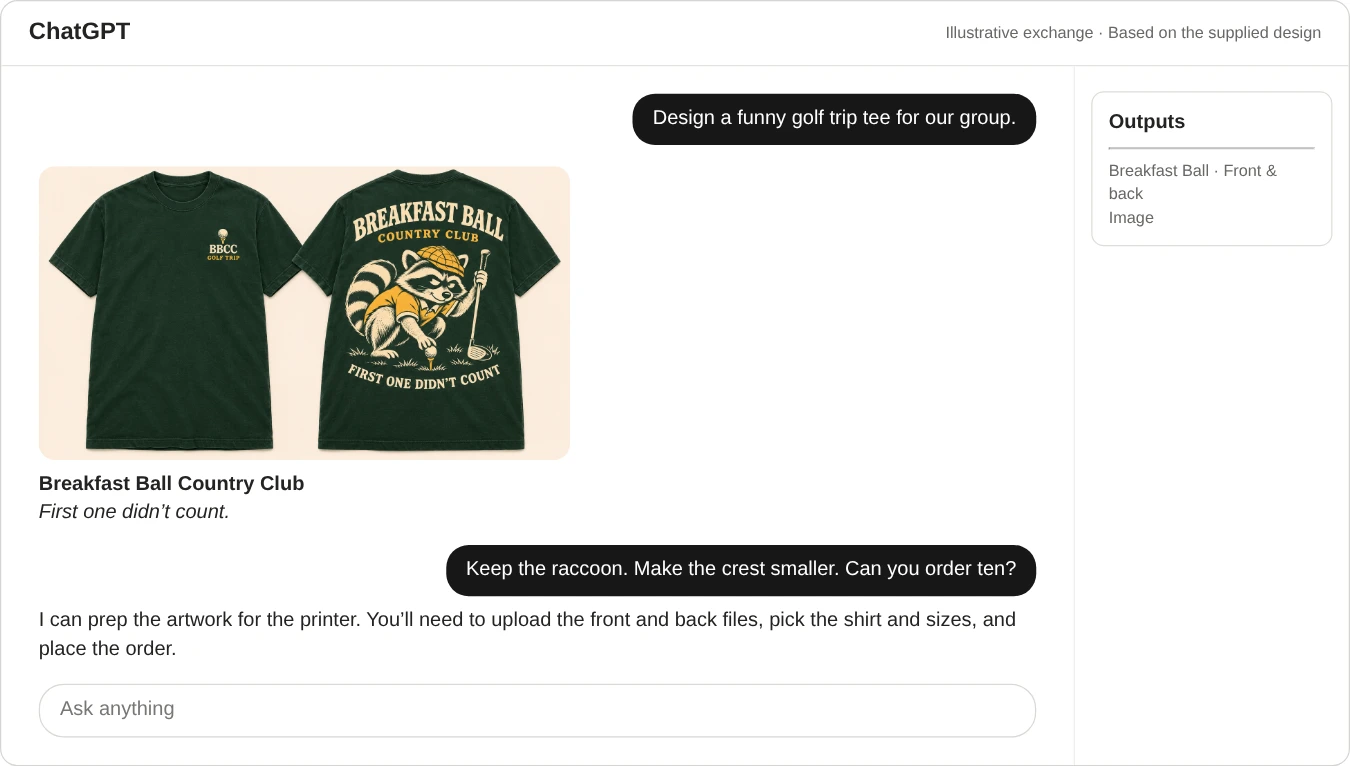 ChatGPT
Illustrative exchange · Based on the supplied design
Design a funny golf trip tee for our group.
BBCC
GOLF TRIP
BREAKFAST BALL
COUNTRY CLUB
FIRST ONE DIDN'T COUNT
Breakfast Ball Country Club
First one didn’t count.
Keep the raccoon. Make the crest smaller. Can you order ten?
I can prep the artwork for the printer. You’ll need to upload the front and back files, pick the shirt and sizes, and
place the order.
Ask anything
Outputs
Breakfast Ball · Front &
back
Image